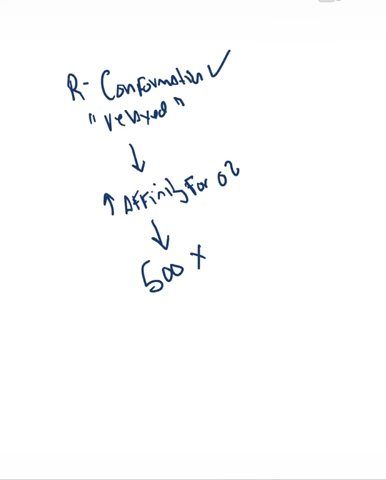 R- Conformation ✓
"relaxed"
↓
↑ Affinity For O2
↓
500 x